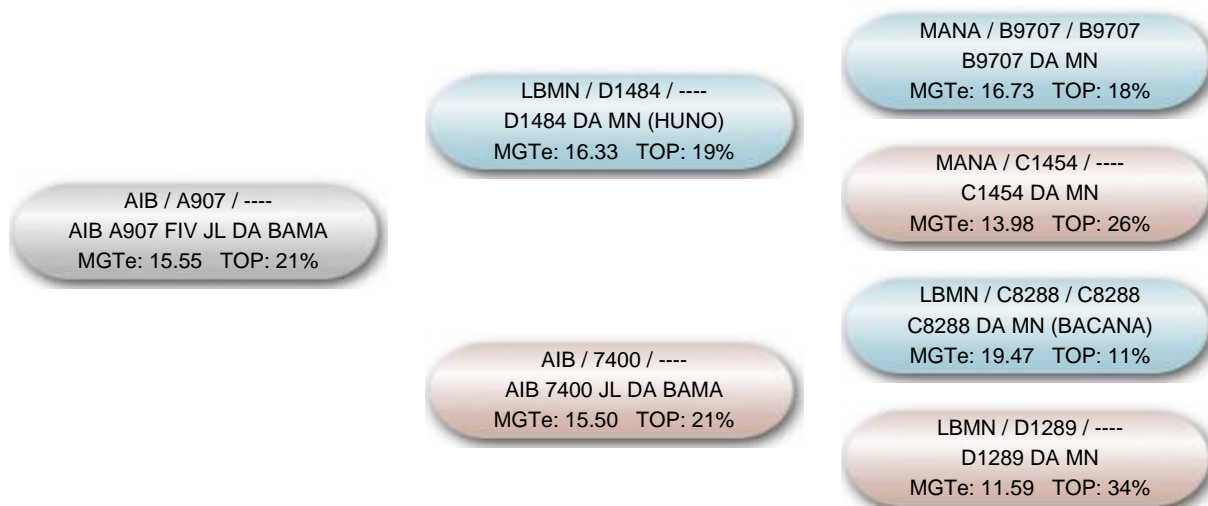 MANA / B9707 / B9707
B9707 DA MN
MGTe: 16.73 TOP: 18%
LBMN / D1484 / ----
D1484 DA MN (HUNO)
MGTe: 16.33 TOP: 19%
MANA / C1454 / ----
C1454 DA MN
MGTe: 13.98 TOP: 26%
AIB / A907 / ----
AIB A907 FIV JL DA BAMA
MGTe: 15.55 TOP: 21%
LBMN / C8288 / C8288
C8288 DA MN (BACANA)
MGTe: 19.47 TOP: 11%
AIB / 7400 / ----
AIB 7400 JL DA BAMA
MGTe: 15.50 TOP: 21%
LBMN / D1289 / ----
D1289 DA MN
MGTe: 11.59 TOP: 34%